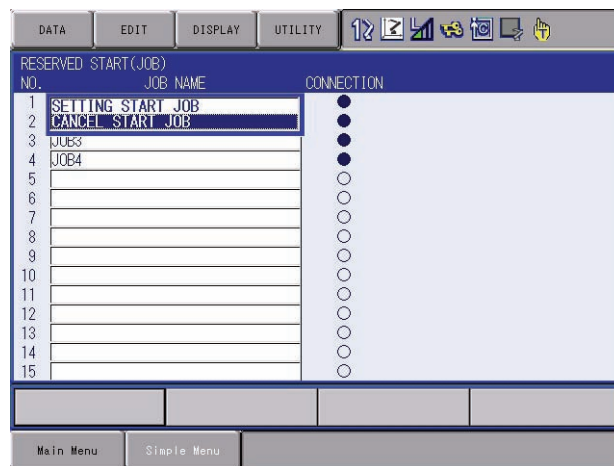 DATA EDIT DISPLAY UTILITY
RESERVED START(JOB)
NO. JOB NAME CONNECTION
1 SETTING START JOB
2 CANCEL START JOB
3 JOB3
4 JOB4
5
6
7
8
9
10
11
12
13
14
15
Main Menu Simple Menu